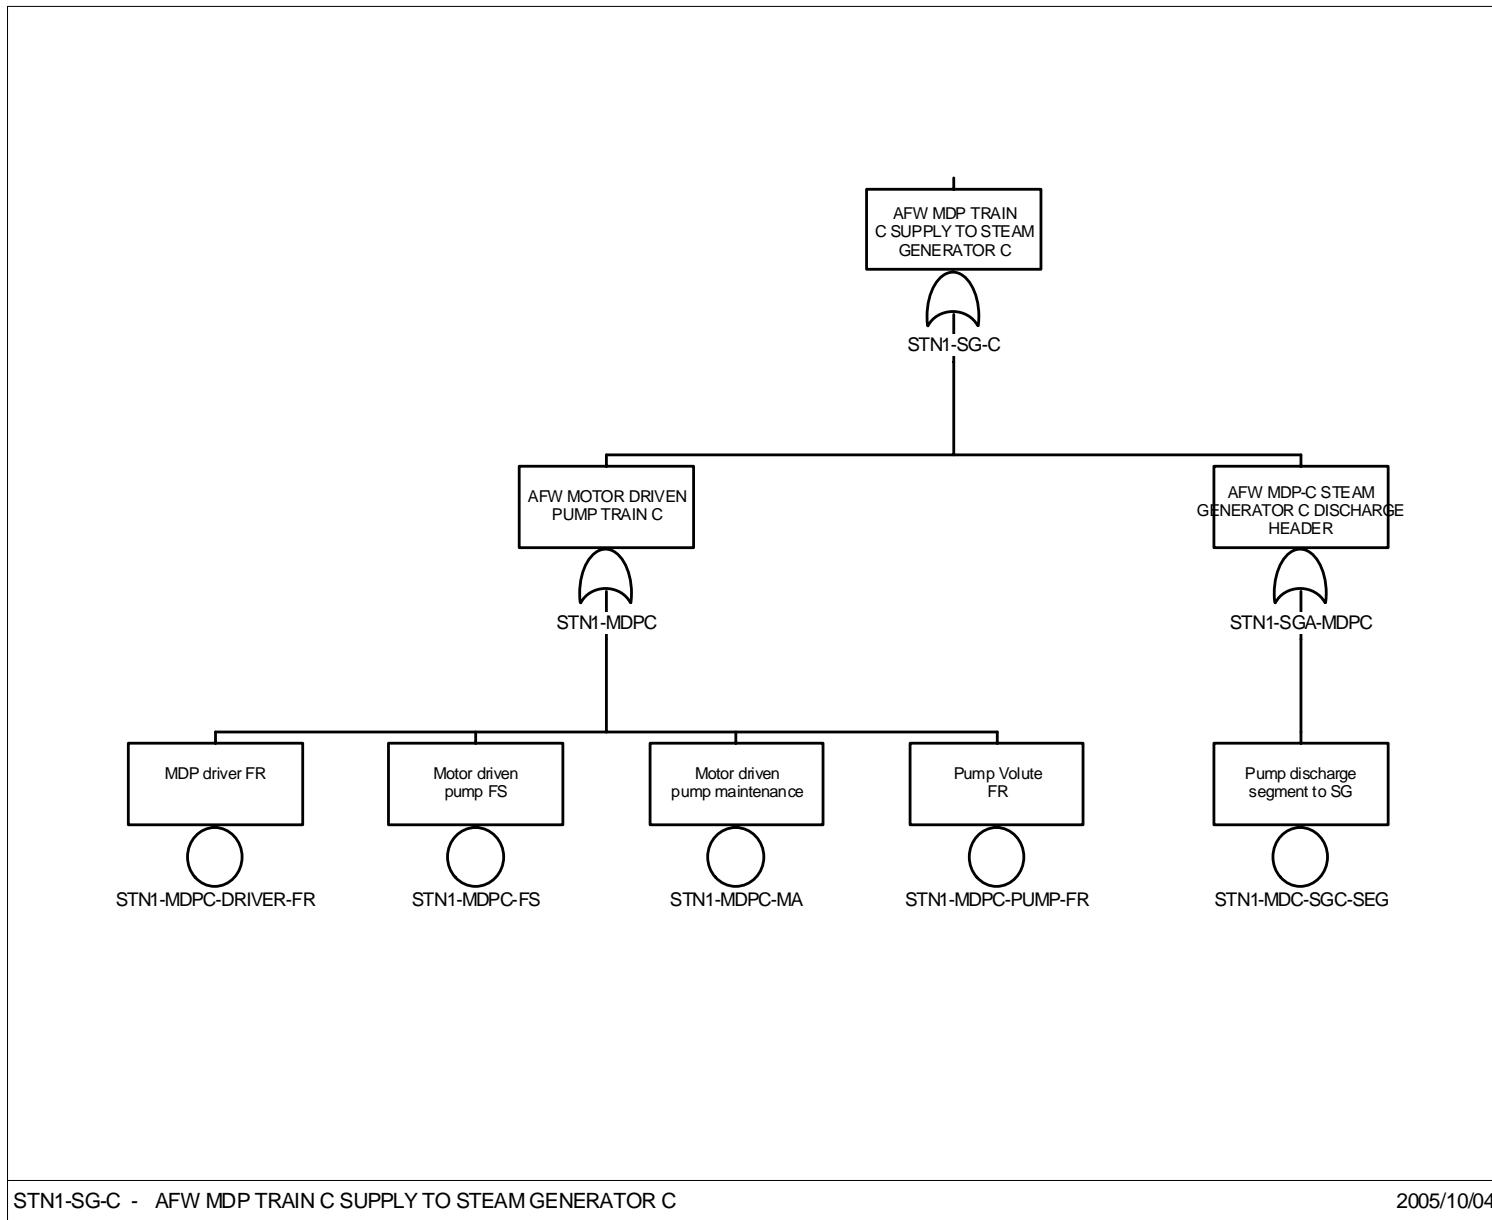 AFW MDP TRAIN
C SUPPLY TO STEAM
GENERATOR C
STN1-SG-C
AFW MOTOR DRIVEN
PUMP TRAIN C
STN1-MDPC
AFW MDP-C STEAM
GENERATOR C DISCHARGE
HEADER
STN1-SGA-MDPC
MDP driver FR
STN1-MDPC-DRIVER-FR
Motor driven
pump FS
STN1-MDPC-FS
Motor driven
pump maintenance
STN1-MDPC-MA
Pump Volute
FR
STN1-MDPC-PUMP-FR
Pump discharge
segment to SG
STN1-MDC-SGC-SEG
STN1-SG-C - AFW MDP TRAIN C SUPPLY TO STEAM GENERATOR C
2005/10/04